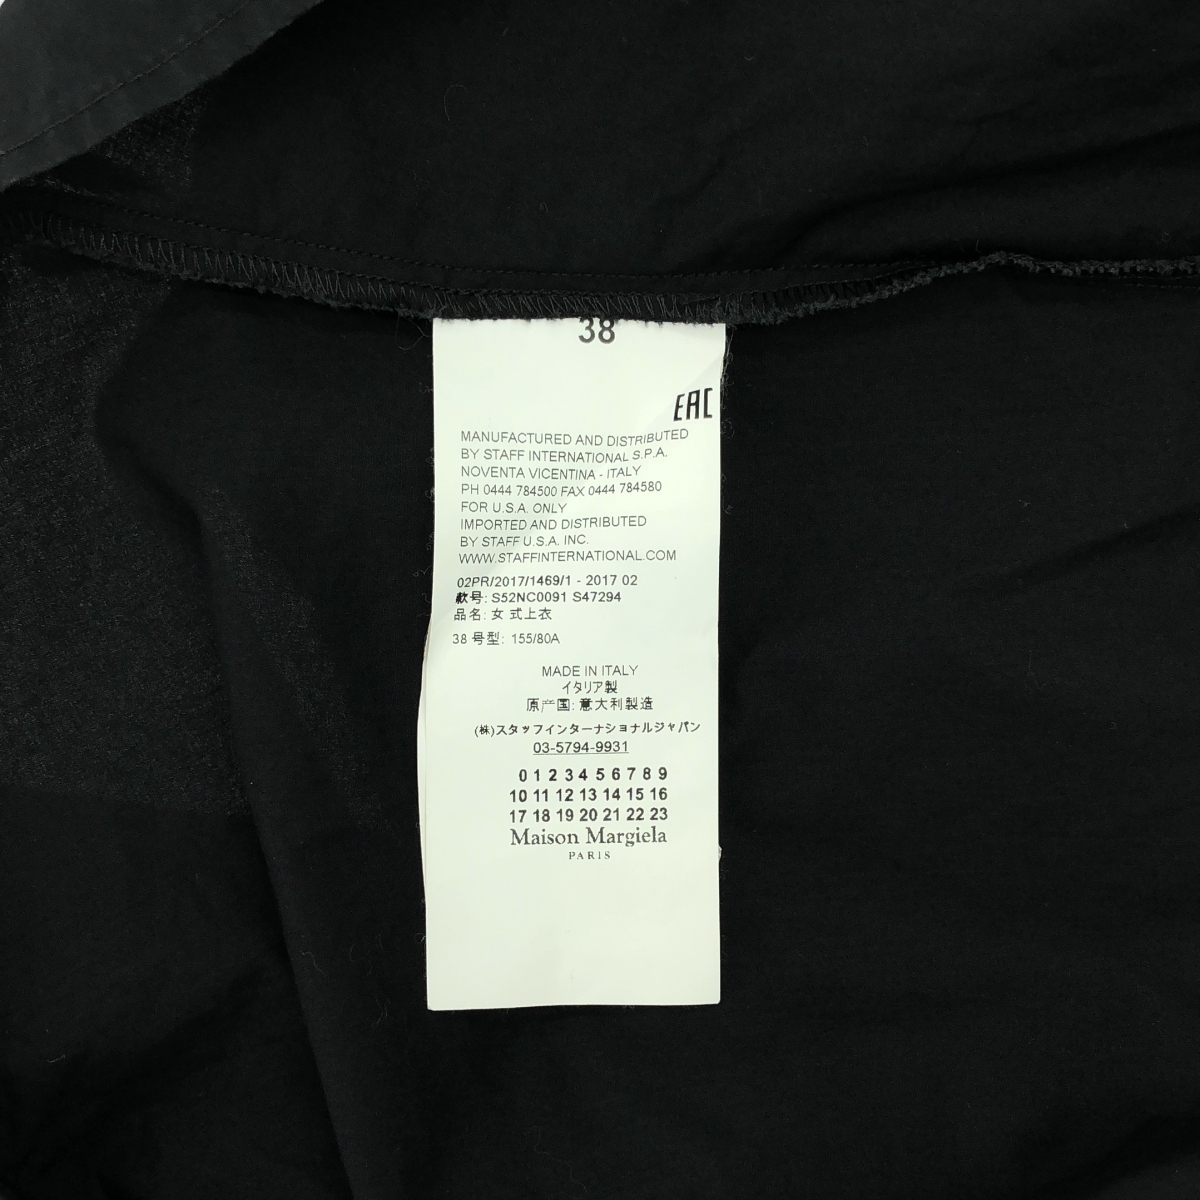 38
EAC
MANUFACTURED AND DISTRIBUTED
BY STAFF INTERNATIONAL S.P.A.
NOVENTA VICENTINA - ITALY
PH 0444 784500 FAX 0444 784580
FOR U.S.A. ONLY
IMPORTED AND DISTRIBUTED
BY STAFF U.S.A. INC.
WWW.STAFFINTERNATIONAL.COM
02PR/2017/1469/1 - 2017 02
款号: S52NC0091 S47294
品名: 女 式上衣
38 号型: 155/80A
MADE IN ITALY
イタリア製
原产国: 意大利製造
(株)スタッフインターナショナルジャパン
03-5794-9931
0 1 2 3 4 5 6 7 8 9
10 11 12 13 14 15 16
17 18 19 20 21 22 23
Maison Margiela
PARIS